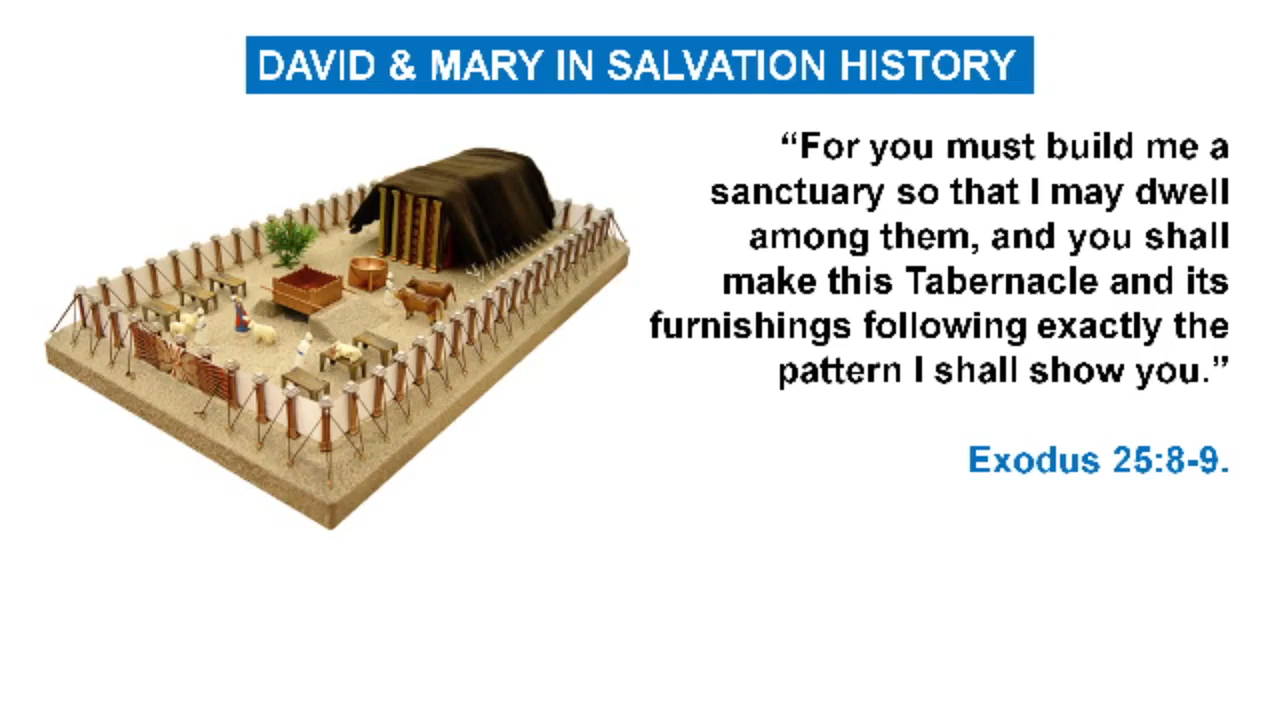 DAVID & MARY IN SALVATION HISTORY
“For you must build me a
sanctuary so that I may dwell
among them, and you shall
make this Tabernacle and its
furnishings following exactly the
pattern I shall show you.”
Exodus 25:8-9.